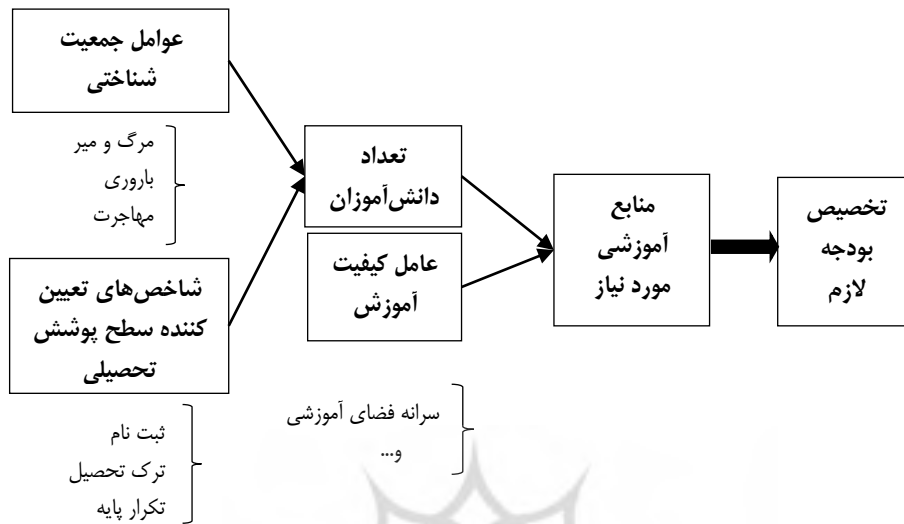 عوامل جمعیت
شناختی
مرگ و میر
باروری
مهاجرت
شاخص‌های تعیین
کننده سطح پوشش
تحصیلی
ثبت نام
ترک تحصیل
تکرار پایه
تعداد
دانش‌آموزان
عامل کیفیت
آموزش
سرانه فضای آموزشی
و...
منابع
آموزشی
مورد نیاز
تخصیص
بودجه
لازم